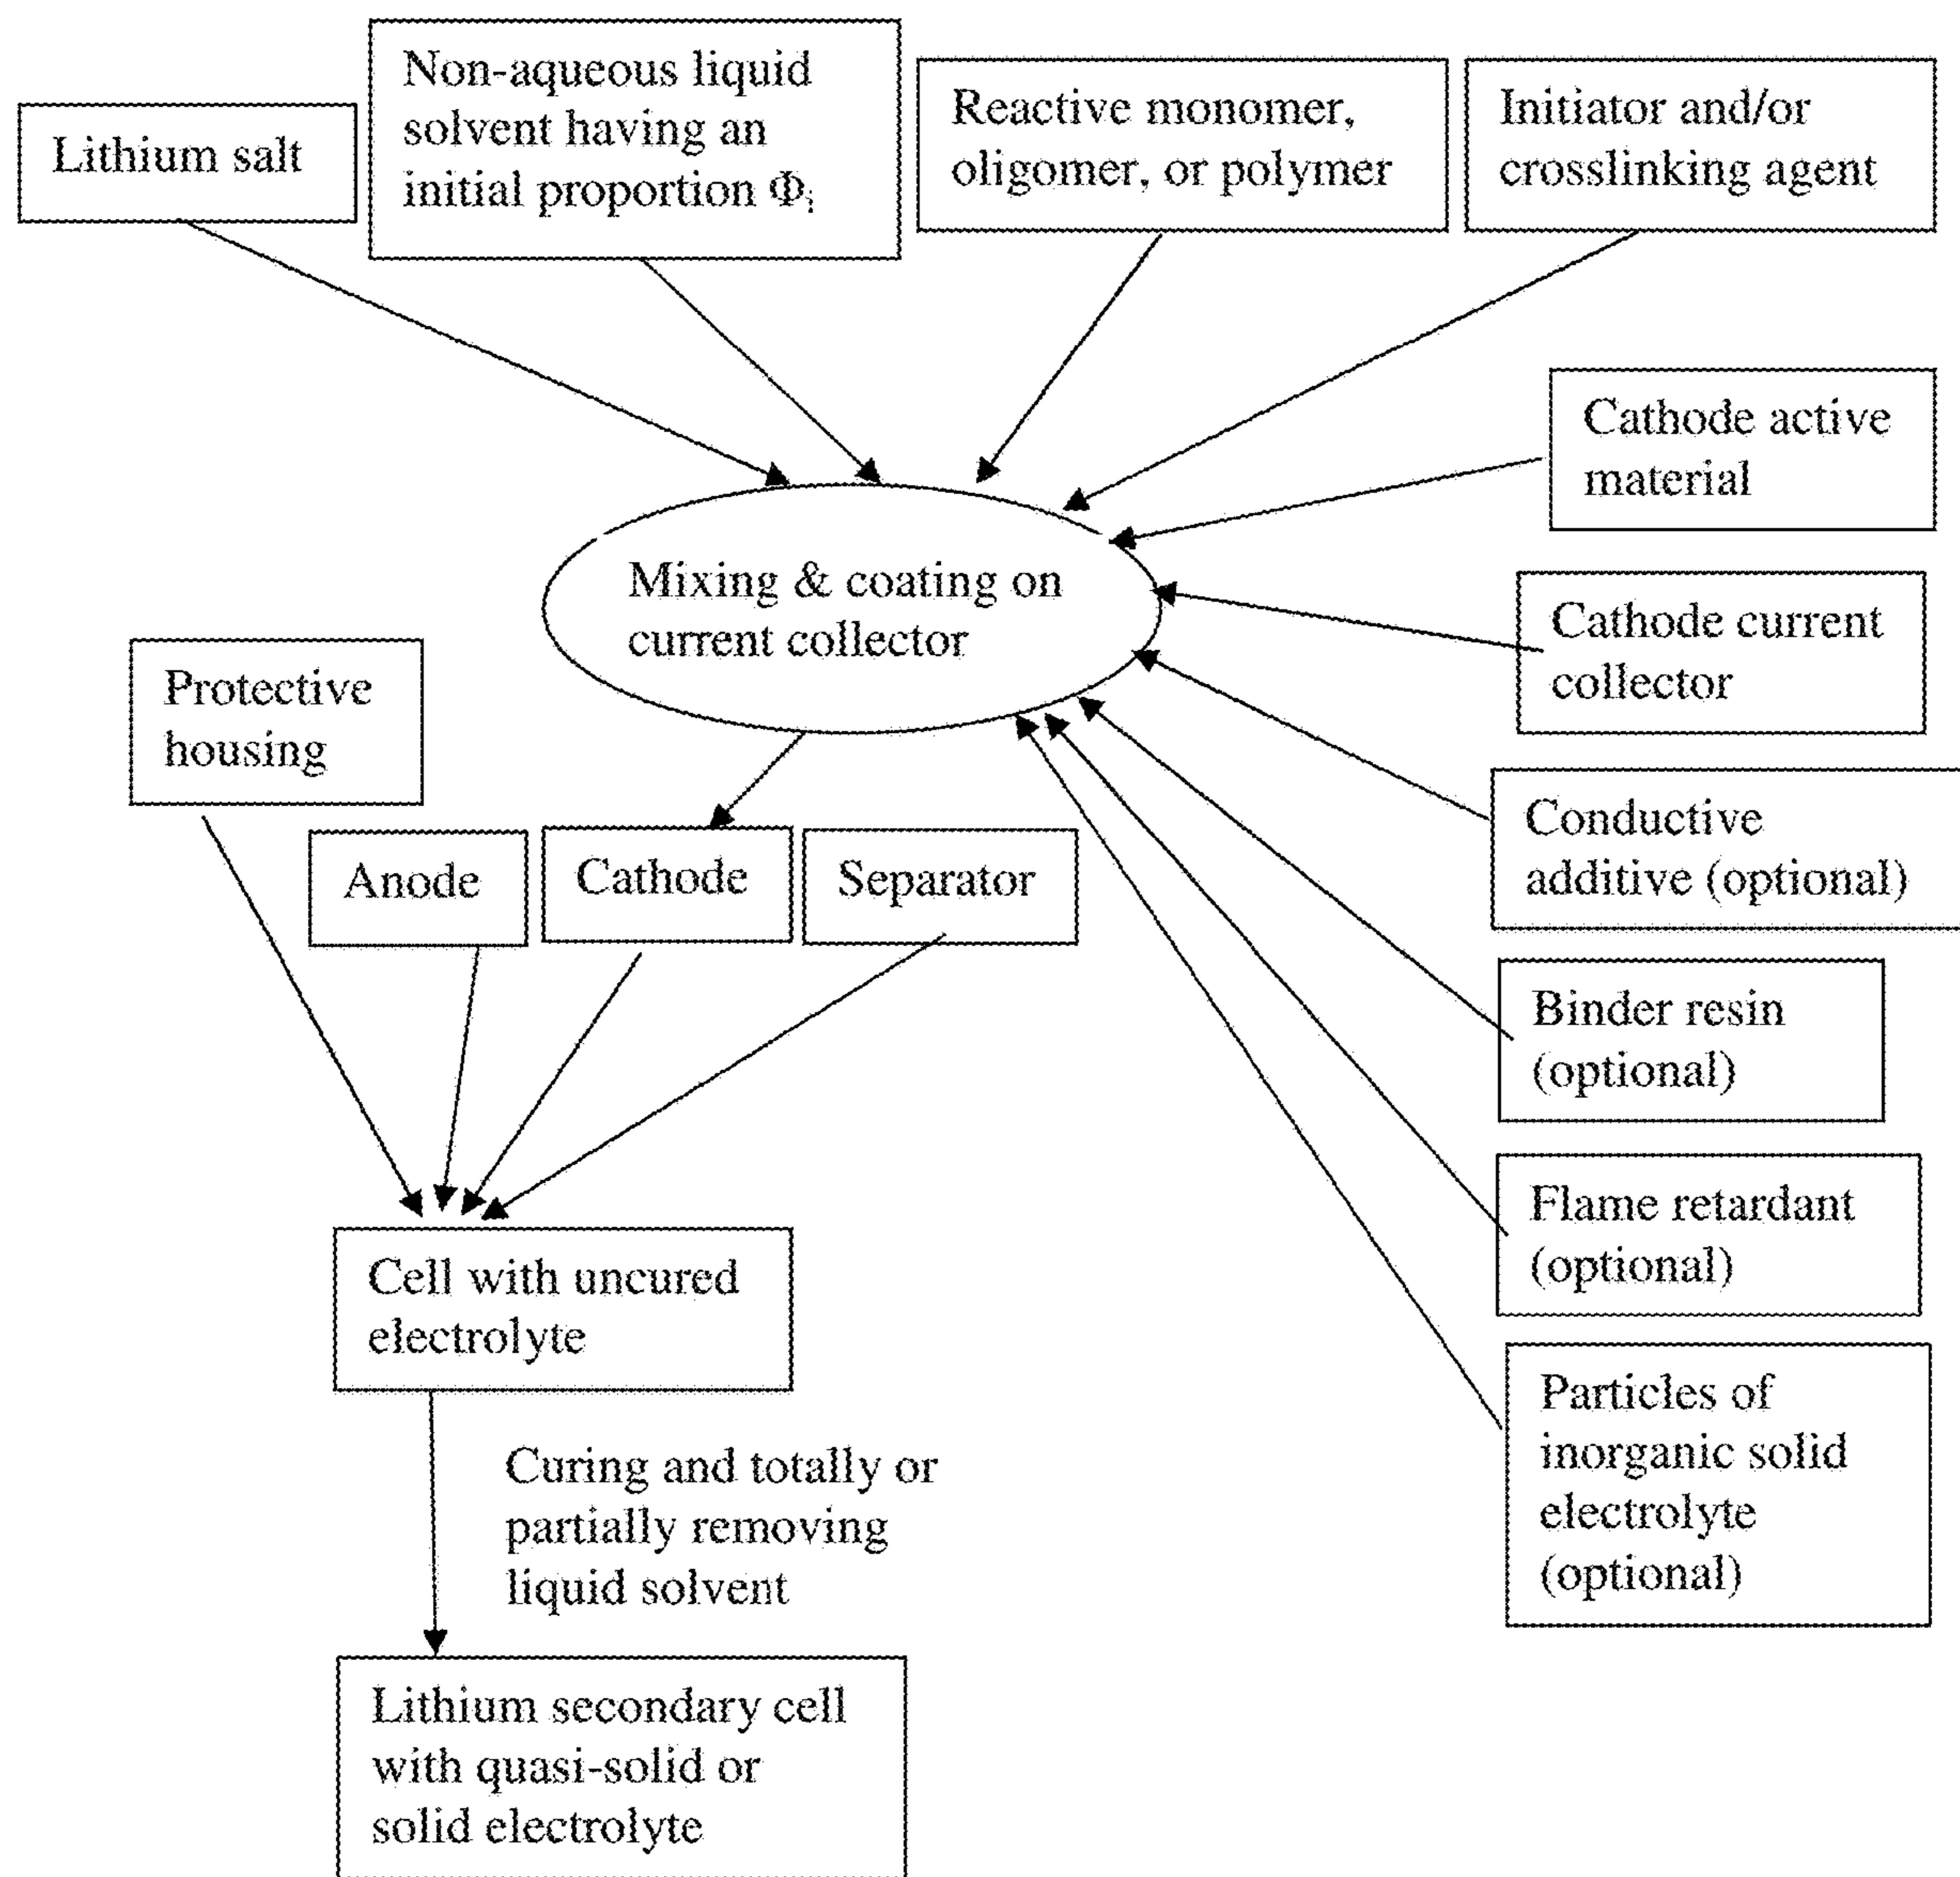 Lithium salt
Non-aqueous liquid
solvent having an
initial proportion Φi
Reactive monomer,
oligomer, or polymer
Initiator and/or
crosslinking agent
Cathode active
material
Mixing & coating on
current collector
Cathode current
collector
Protective
housing
Conductive
additive (optional)
Anode
Cathode
Separator
Binder resin
(optional)
Flame retardant
(optional)
Cell with uncured
electrolyte
Particles of
inorganic solid
electrolyte
(optional)
Curing and totally or
partially removing
liquid solvent
Lithium secondary cell
with quasi-solid or
solid electrolyte